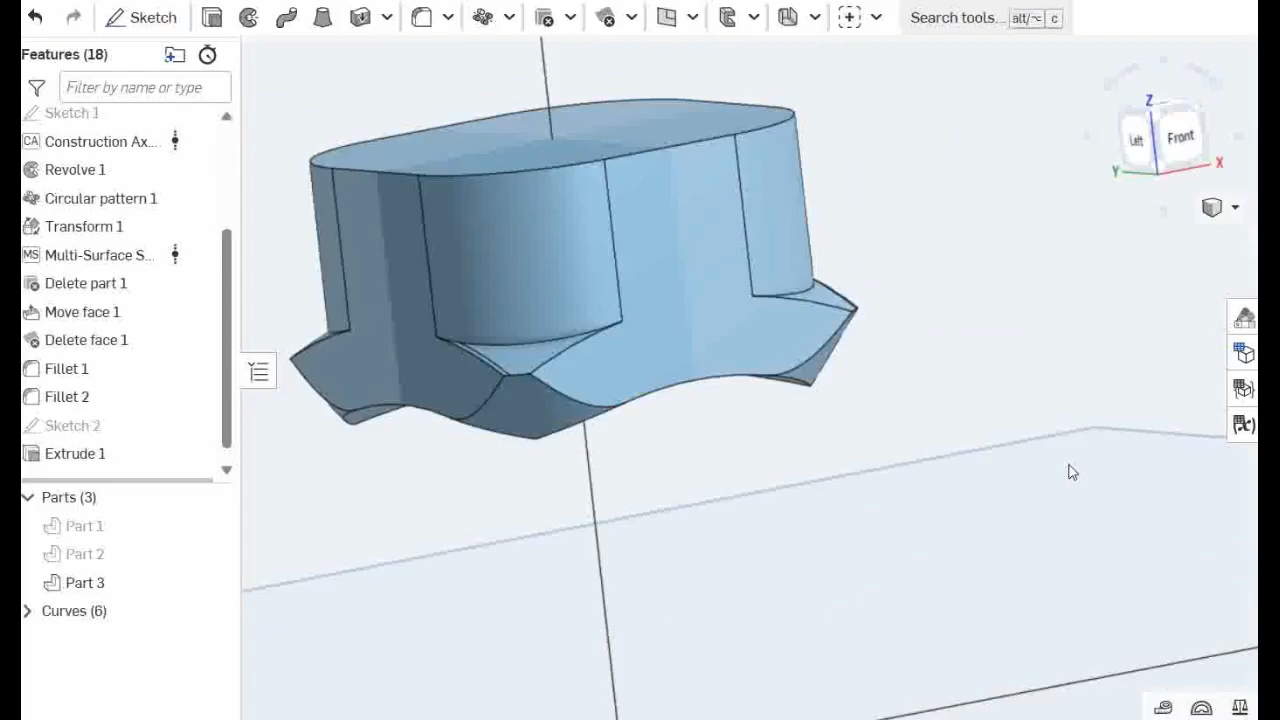 Sketch
Search tools... alt/⌥ c
Features (18)
Filter by name or type
Sketch 1
CA Construction Ax...
Revolve 1
Circular pattern 1
Transform 1
MS Multi-Surface S...
Delete part 1
Move face 1
Delete face 1
Fillet 1
Fillet 2
Sketch 2
Extrude 1
Parts (3)
Part 1
Part 2
Part 3
Curves (6)
Z
Left
Front
X
Y
(x)